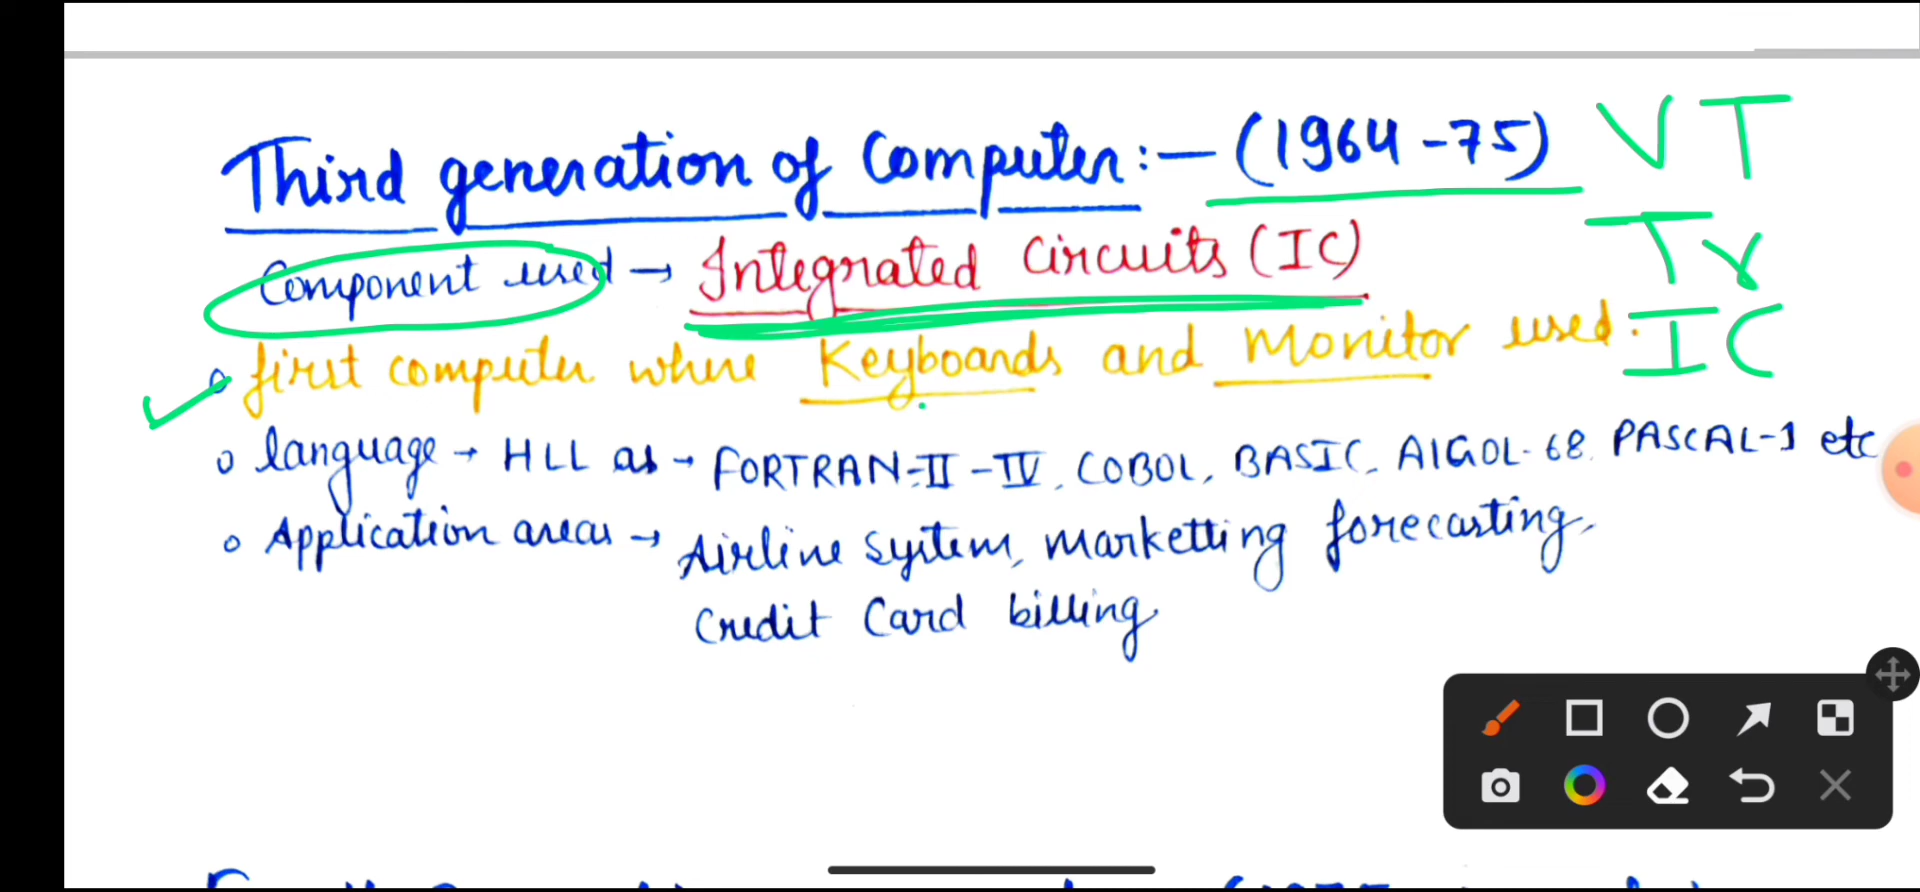 Third generation of Computer:— (1964-75) VT
Component used → Integrated Circuits (IC) Tr
first computer where Keyboards and Monitor used. IC
language → HLL as → FORTRAN-II-IV, COBOL, BASIC, AlGOL-68, PASCAL-1 etc
Application areas → Airline system, marketting forecasting,
Credit Card billing